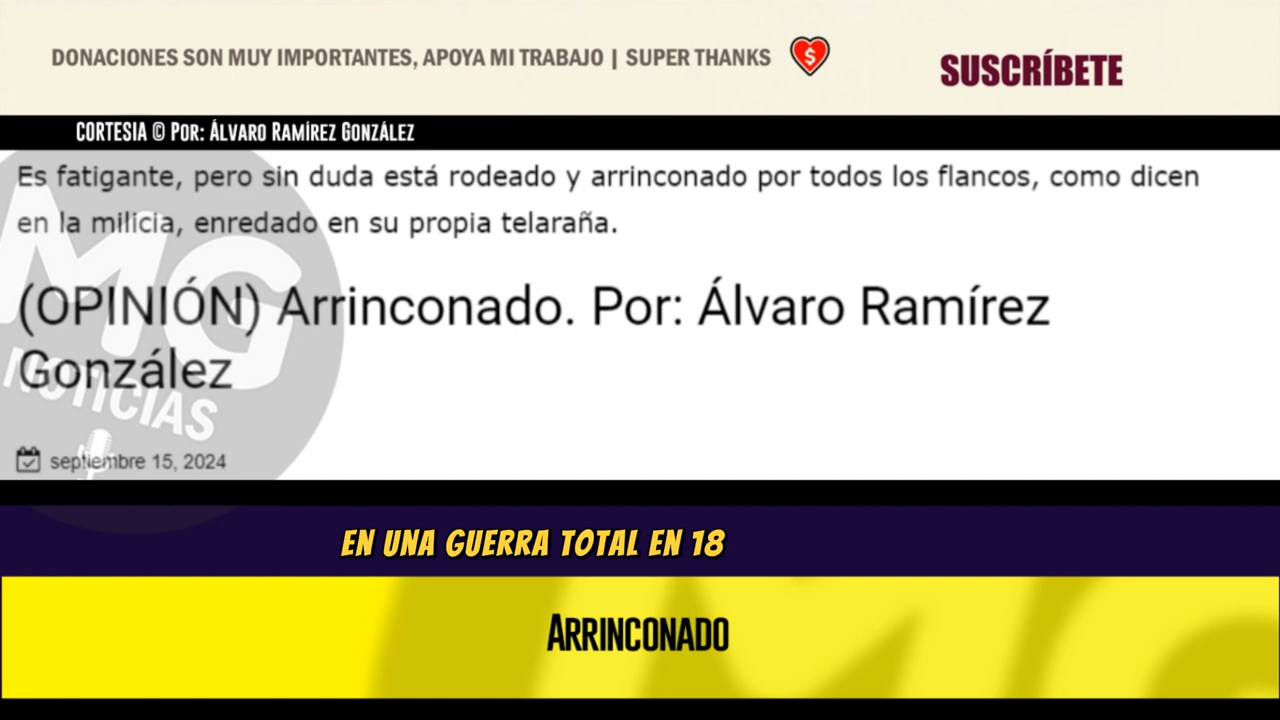 DONACIONES SON MUY IMPORTANTES, APOYA MI TRABAJO | SUPER THANKS
$
SUSCRÍBETE
CORTESIA © POR: ÁLVARO RAMÍREZ GONZÁLEZ
Es fatigante, pero sin duda está rodeado y arrinconado por todos los flancos, como dicen
en la milicia, enredado en su propia telaraña.
(OPINIÓN) Arrinconado. Por: Álvaro Ramírez
González
MG
NOTICIAS
septiembre 15, 2024
EN UNA GUERRA TOTAL EN 18
ARRINCONADO